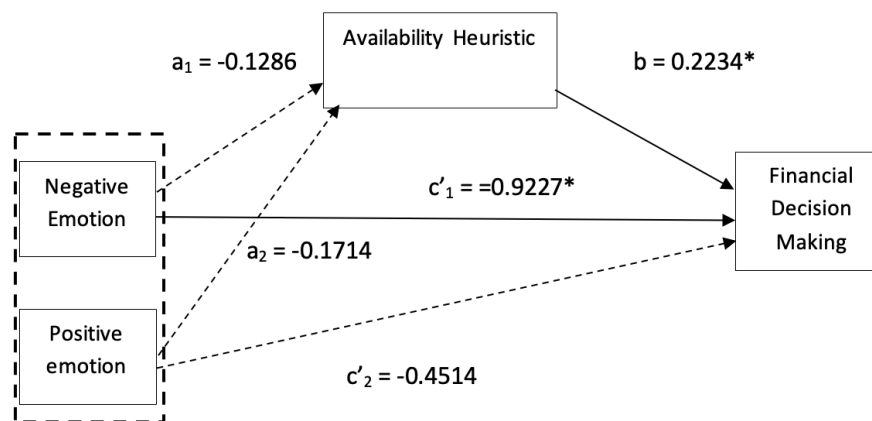 Availability Heuristic
a₁ = -0.1286
b = 0.2234*
Negative
Emotion
c’₁ = =0.9227*
Financial
Decision
Making
a₂ = -0.1714
Positive
emotion
c’₂ = -0.4514